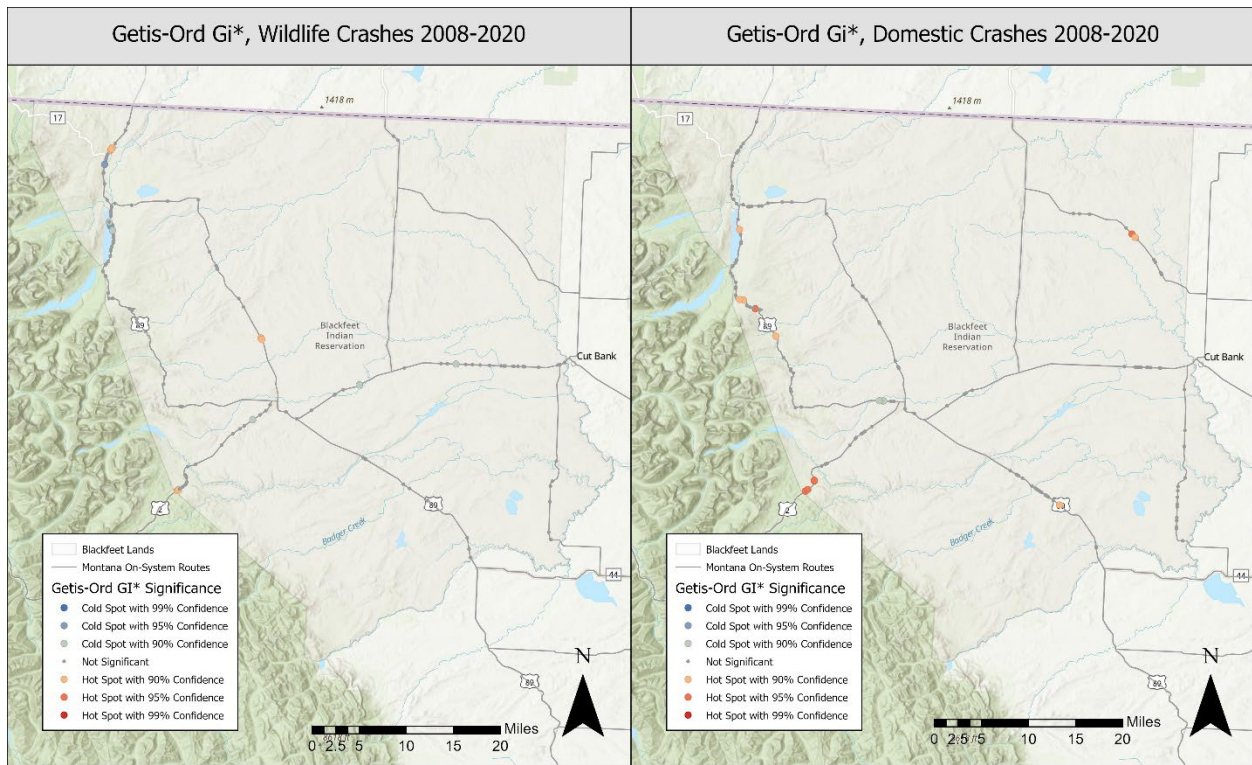 Getis-Ord Gi*, Wildlife Crashes 2008-2020
1418 m
17
89
Blackfeet
Indian
Reservation
Cut Bank
89
2
Badger Creek
44
89
Blackfeet Lands
Montana On-System Routes
Getis-Ord GI* Significance
Cold Spot with 99% Confidence
Cold Spot with 95% Confidence
Cold Spot with 90% Confidence
Not Significant
Hot Spot with 90% Confidence
Hot Spot with 95% Confidence
Hot Spot with 99% Confidence
N
Miles
0 2.5 5 10 15 20
Getis-Ord Gi*, Domestic Crashes 2008-2020
1418 m
17
89
Blackfeet
Indian
Reservation
Cut Bank
2
Badger Creek
44
89
Blackfeet Lands
Montana On-System Routes
Getis-Ord GI* Significance
Cold Spot with 99% Confidence
Cold Spot with 95% Confidence
Cold Spot with 90% Confidence
Not Significant
Hot Spot with 90% Confidence
Hot Spot with 95% Confidence
Hot Spot with 99% Confidence
N
Miles
0 2.5 5 10 15 20